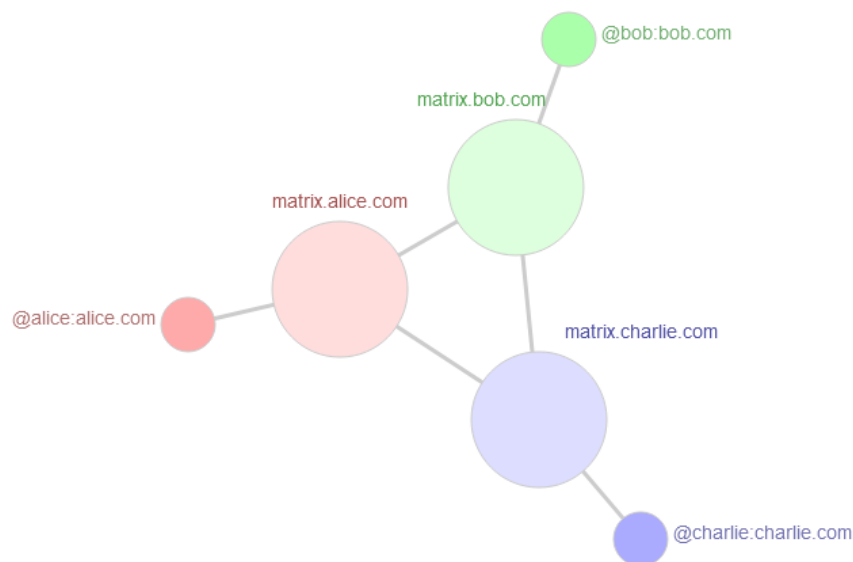 @bob:bob.com
matrix.bob.com
matrix.alice.com
@alice:alice.com
matrix.charlie.com
@charlie:charlie.com